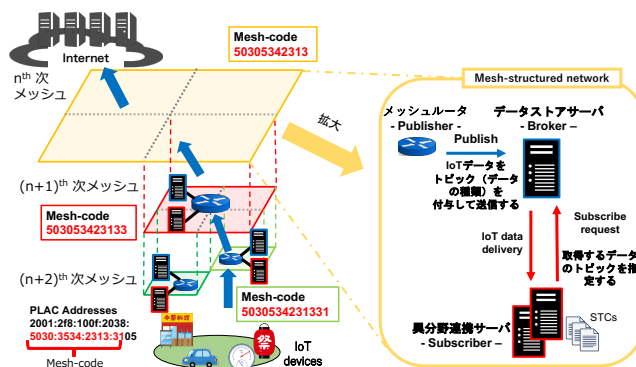 Internet
n th 次
メッシュ
Mesh-code
50305342313
拡大
(n+1)th 次メッシュ
Mesh-code
503053423133
(n+2)th 次メッシュ
Mesh-code
5030534231331
PLAC Addresses
2001:2f8:100f:2038:
5030:3534:2313:3105
Mesh-code
中華料理
祭
IoT
devices
Mesh-structured network
メッシュルータ
- Publisher -
Publish
データストアサーバ
- Broker –
IoTデータを
トピック（データ
の種類）を
付与して送信する
IoT data
delivery
Subscribe
request
取得するデータ
のトピックを指
定する
異分野連携サーバ
- Subscriber –
STCs